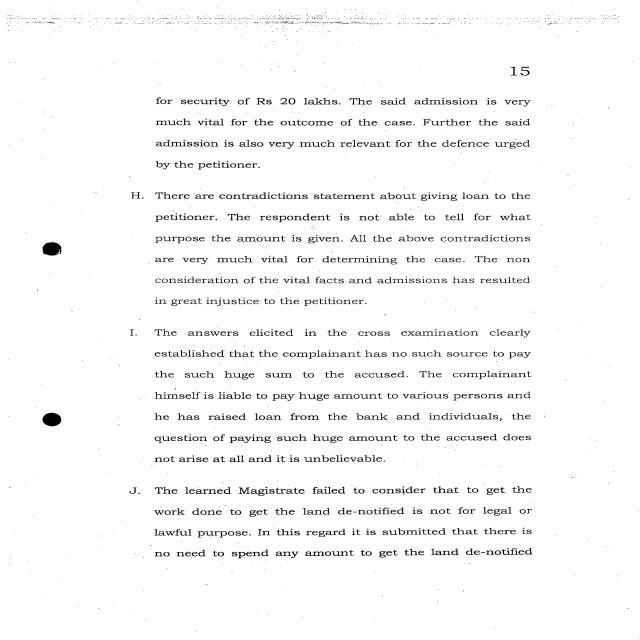 15
for security of Rs 20 lakhs. The said admission is very
much vital for the outcome of the case. Further the said
admission is also very much relevant for the defence urged
by the petitioner.
H. There are contradictions statement about giving loan to the
petitioner. The respondent is not able to tell for what
purpose the amount is given. All the above contradictions
are very much vital for determining the case. The non
consideration of the vital facts and admissions has resulted
in great injustice to the petitioner.
I. The answers elicited in the cross examination clearly
established that the complainant has no such source to pay
the such huge sum to the accused. The complainant
himself is liable to pay huge amount to various persons and
he has raised loan from the bank and individuals, the
question of paying such huge amount to the accused does
not arise at all and it is unbelievable.
J. The learned Magistrate failed to consider that to get the
work done to get the land de-notified is not for legal or
lawful purpose. In this regard it is submitted that there is
no need to spend any amount to get the land de-notified